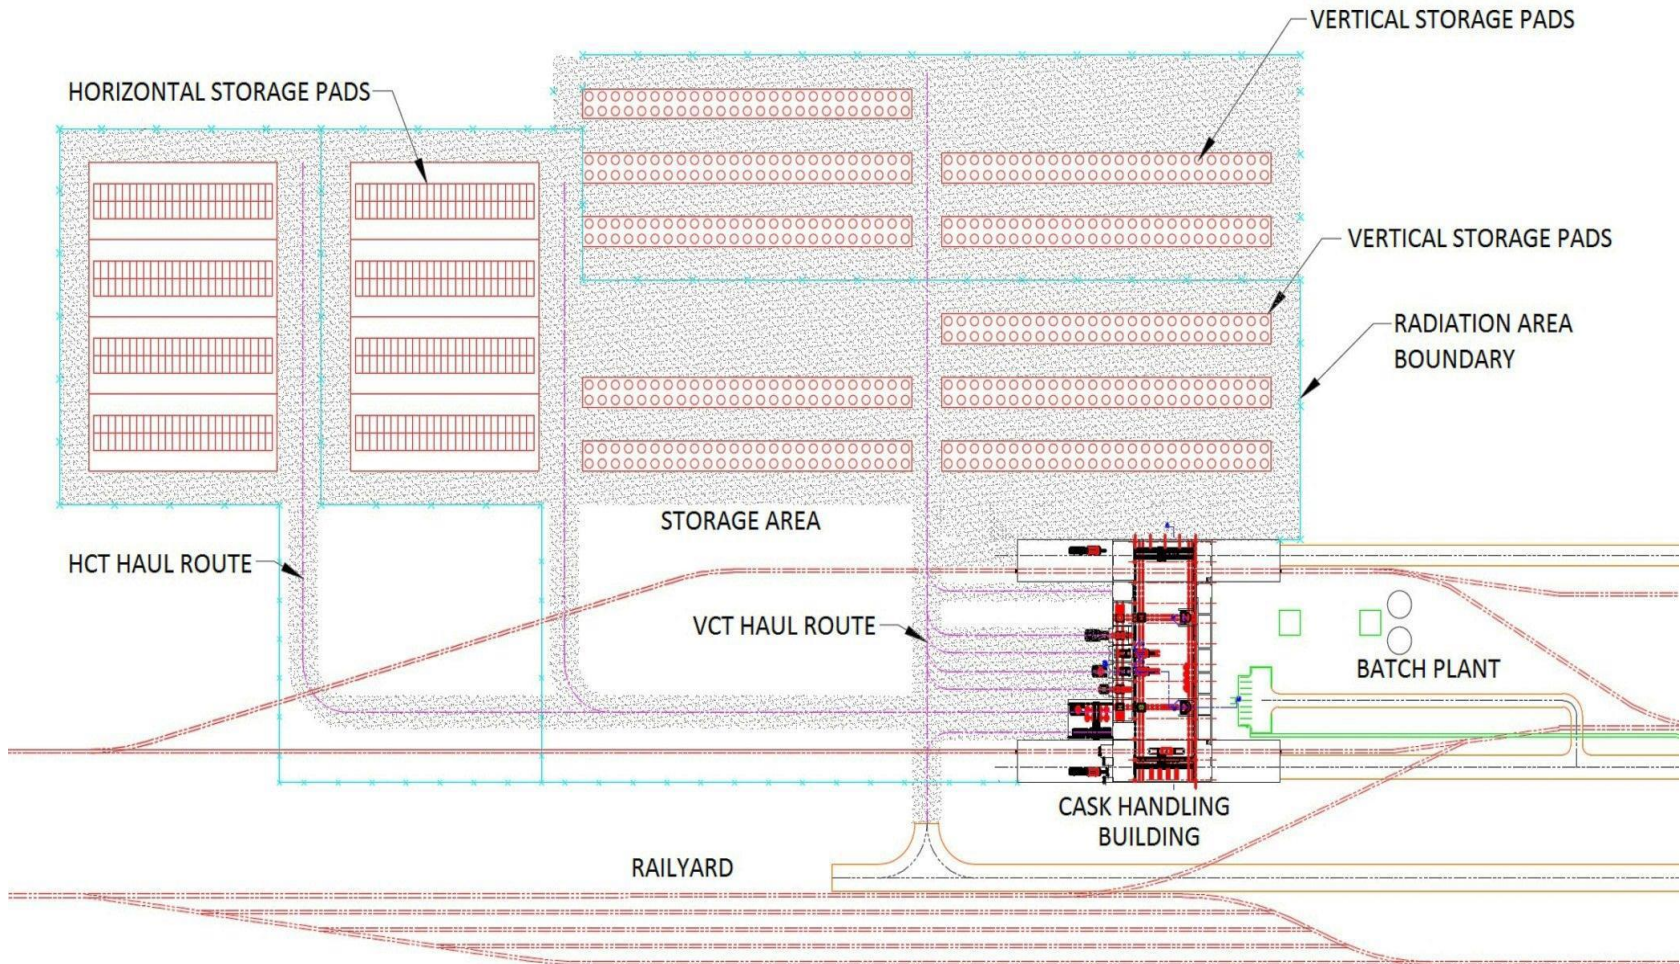 VERTICAL STORAGE PADS
HORIZONTAL STORAGE PADS
VERTICAL STORAGE PADS
RADIATION AREA
BOUNDARY
STORAGE AREA
HCT HAUL ROUTE
VCT HAUL ROUTE
BATCH PLANT
CASK HANDLING
BUILDING
RAILYARD